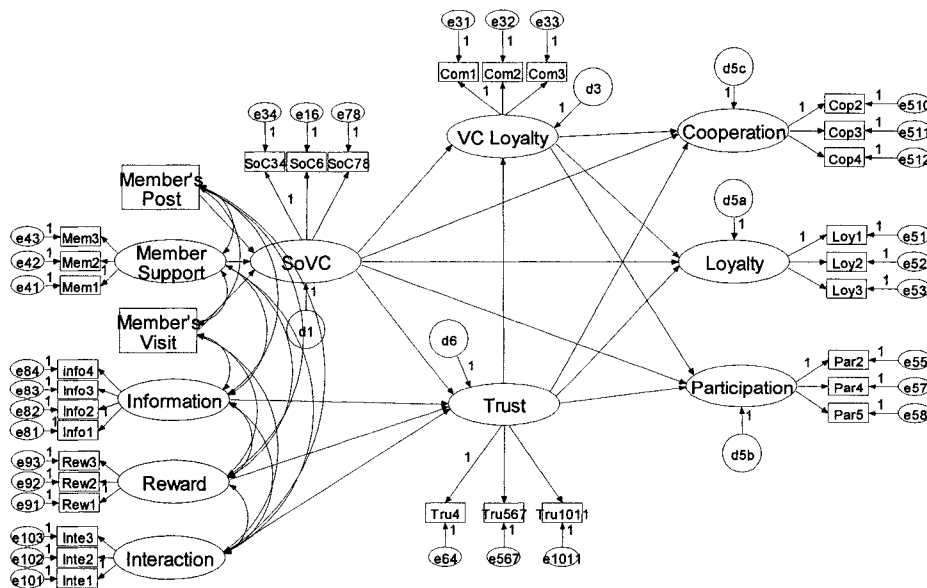 e31 e32 e33
1 1 1
Com1 Com2 Com3
1
d3
1
VC Loyalty
d5c
1
Cooperation
1 Cop2 1 e510
Cop3 1 e511
Cop4 1 e512
e34 e16 e78
1 1 1
SoC34 SoC6 SoC78
1
SoVC
1
d1
Member's
Post
e43 1 Mem3
e42 1 Mem2
e41 1 Mem1 1
Member
Support
Member's
Visit
d5a
1
Loyalty
1 Loy1 1 e51
Loy2 1 e52
Loy3 1 e53
e84 1 info4
e83 1 Info3
e82 1 Info2
e81 1 Info1
1
Information
d6
1
Trust
1
Tru4 Tru567 Tru1011
1 1 1
e64 e567 e1011
Participation
1
d5b
1 Par2 1 e55
Par4 1 e57
Par5 1 e58
e93 1 Rew3
e92 1 Rew2
e91 1 Rew1 1
Reward
e103 1 Inte3
e102 1 Inte2
e101 1 Inte1 1
Interaction